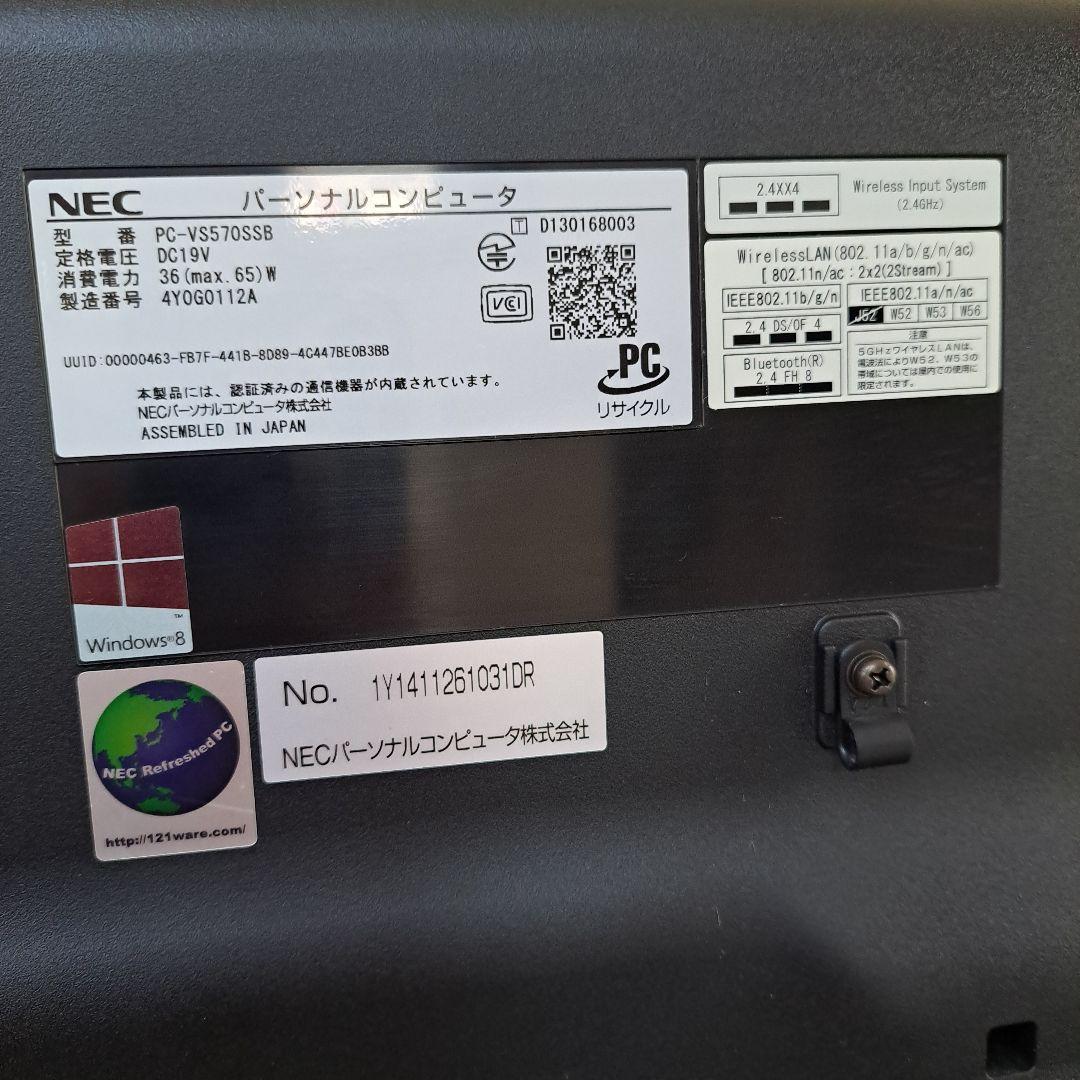 NEC パーソナルコンピュータ
型 番 PC-VS570SSB
定格電圧 DC19V
消費電力 36(max.65)W
製造番号 4Y0G0112A
T D130168003
VCI
UUID:00000463-FB7F-441B-8D89-4C447BE0B3BB
本製品には、認証済みの通信機器が内蔵されています。
NECパーソナルコンピュータ株式会社
ASSEMBLED IN JAPAN
PC
リサイクル
2.4XX4
Wireless Input System
(2.4GHz)
WirelessLAN(802.11a/b/g/n/ac)
[ 802.11n/ac : 2x2(2Stream) ]
IEEE802.11b/g/n
2.4 DS/OF 4
Bluetooth(R)
2.4 FH 8
IEEE802.11a/n/ac
J52 W52 W53 W56
注意
5GHzワイヤレスLANは、
電波法によりW52、W53の
帯域については屋内での使用に
限定されます。
Windows®8
™
NEC Refreshed PC
http://121ware.com/
No. 1Y1411261031DR
NECパーソナルコンピュータ株式会社